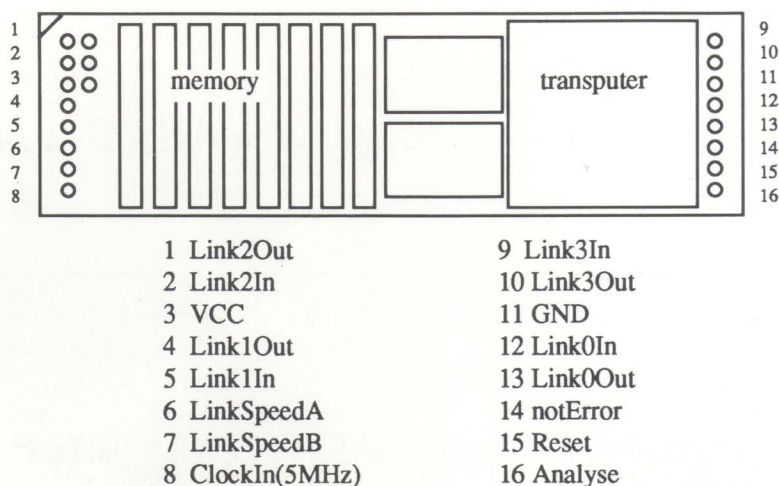 1 9
2 10
3 memory transputer 11
4 12
5 13
6 14
7 15
8 16
1 Link2Out 9 Link3In
2 Link2In 10 Link3Out
3 VCC 11 GND
4 Link1Out 12 Link0In
5 Link1In 13 Link0Out
6 LinkSpeedA 14 notError
7 LinkSpeedB 15 Reset
8 ClockIn(5MHz) 16 Analyse